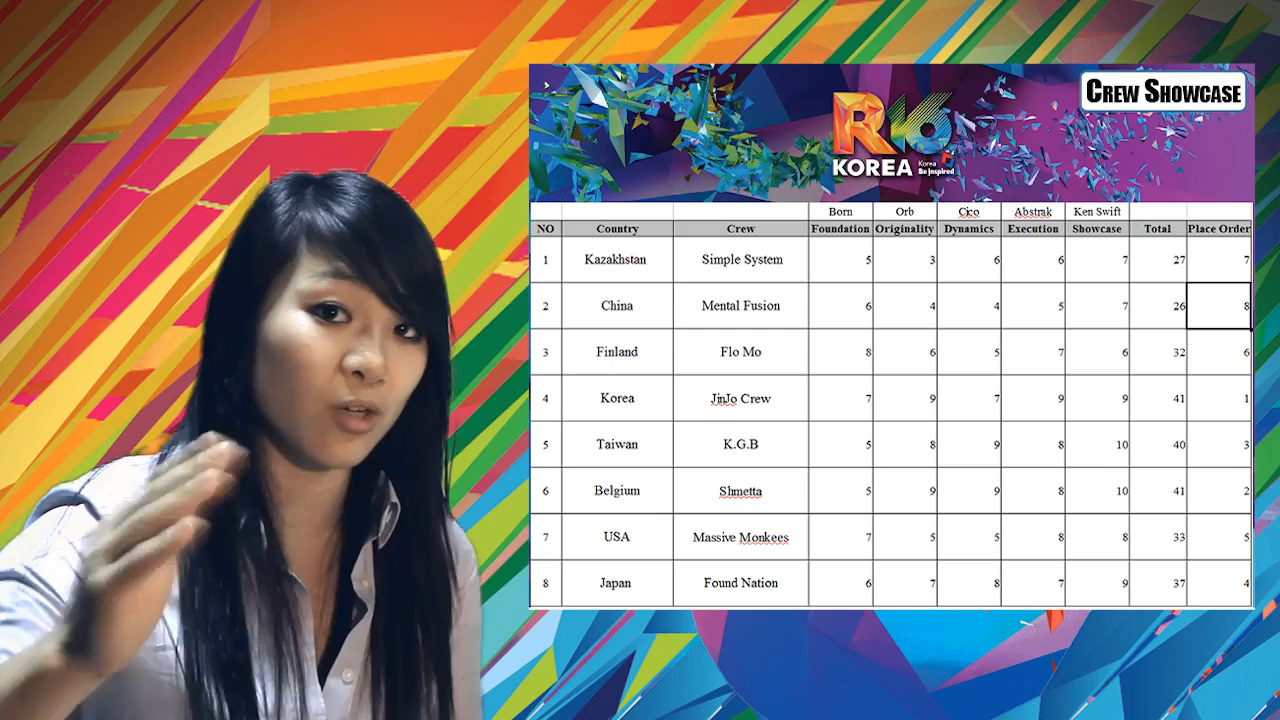 CREW SHOWCASE
R16
KOREA Korea
Be inspired
Born Orb Cico Abstrak Ken Swift
NO Country Crew Foundation Originality Dynamics Execution Showcase Total Place Order
1 Kazakhstan Simple System 5 3 6 6 7 27 7
2 China Mental Fusion 6 4 4 5 7 26 8
3 Finland Flo Mo 8 6 5 7 6 32 6
4 Korea JinJo Crew 7 9 7 9 9 41 1
5 Taiwan K.G.B 5 8 9 8 10 40 3
6 Belgium Shmetta 5 9 9 8 10 41 2
7 USA Massive Monkees 7 5 5 8 8 33 5
8 Japan Found Nation 6 7 8 7 9 37 4